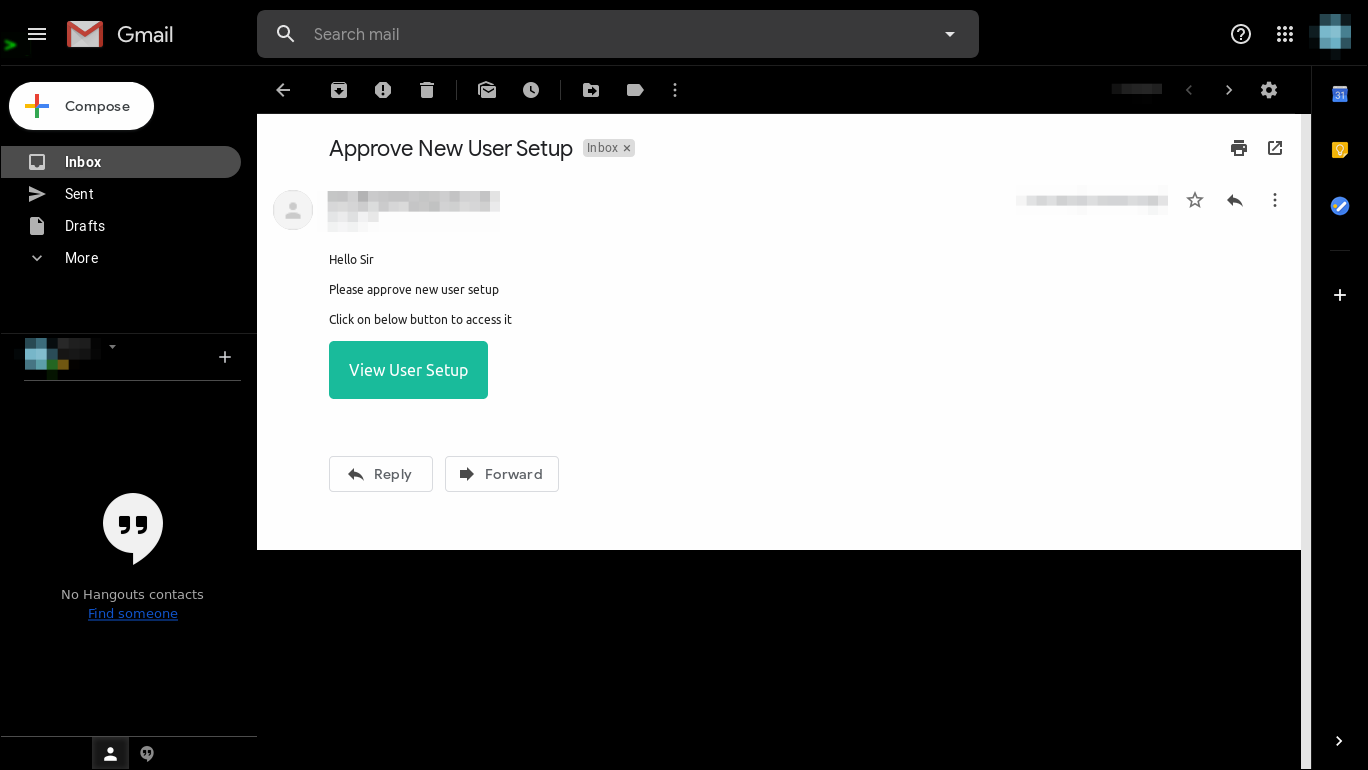 Gmail
Search mail
Compose
Inbox
Sent
Drafts
More
Approve New User Setup Inbox ×
Hello Sir
Please approve new user setup
Click on below button to access it
View User Setup
Reply
Forward
No Hangouts contacts
Find someone
31